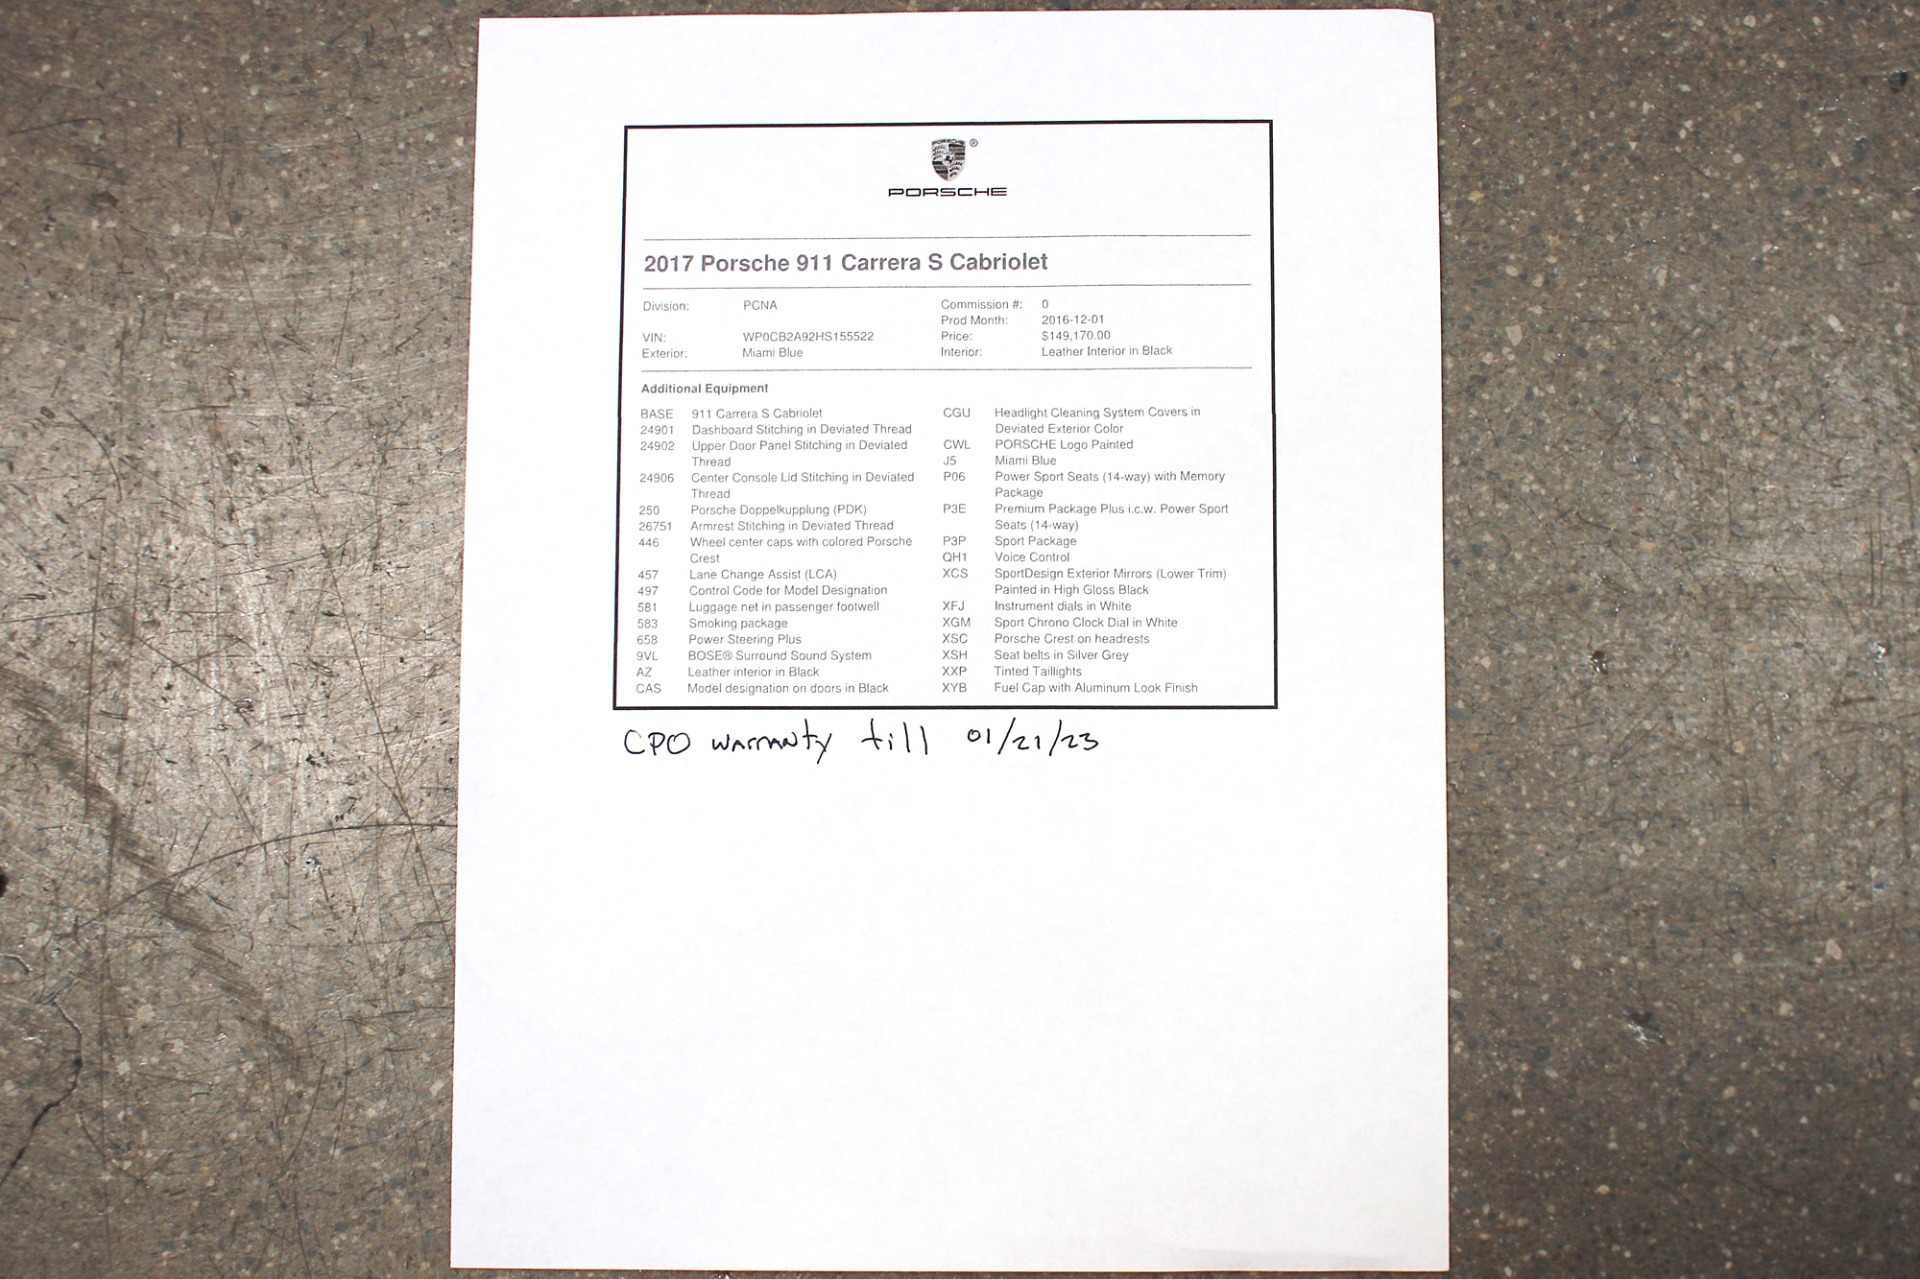 PORSCHE
®
PORSCHE
2017 Porsche 911 Carrera S Cabriolet
Division: PCNA Commission #: 0
Prod Month: 2016-12-01
VIN: WP0CB2A92HS155522 Price: $149,170.00
Exterior: Miami Blue Interior: Leather Interior in Black
Additional Equipment
BASE 911 Carrera S Cabriolet
24901 Dashboard Stitching in Deviated Thread
24902 Upper Door Panel Stitching in Deviated
Thread
24906 Center Console Lid Stitching in Deviated
Thread
250 Porsche Doppelkupplung (PDK)
26751 Armrest Stitching in Deviated Thread
446 Wheel center caps with colored Porsche
Crest
457 Lane Change Assist (LCA)
497 Control Code for Model Designation
581 Luggage net in passenger footwell
583 Smoking package
658 Power Steering Plus
9VL BOSE® Surround Sound System
AZ Leather interior in Black
CAS Model designation on doors in Black
CGU Headlight Cleaning System Covers in
Deviated Exterior Color
CWL PORSCHE Logo Painted
J5 Miami Blue
P06 Power Sport Seats (14-way) with Memory
Package
P3E Premium Package Plus i.c.w. Power Sport
Seats (14-way)
P3P Sport Package
QH1 Voice Control
XCS SportDesign Exterior Mirrors (Lower Trim)
Painted in High Gloss Black
XFJ Instrument dials in White
XGM Sport Chrono Clock Dial in White
XSC Porsche Crest on headrests
XSH Seat belts in Silver Grey
XXP Tinted Taillights
XYB Fuel Cap with Aluminum Look Finish
CPO warranty till 01/21/23